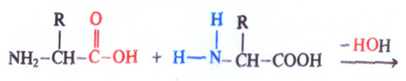 R O H R
NH₂–CH–C–OH + H–N–CH–COOH –HOH